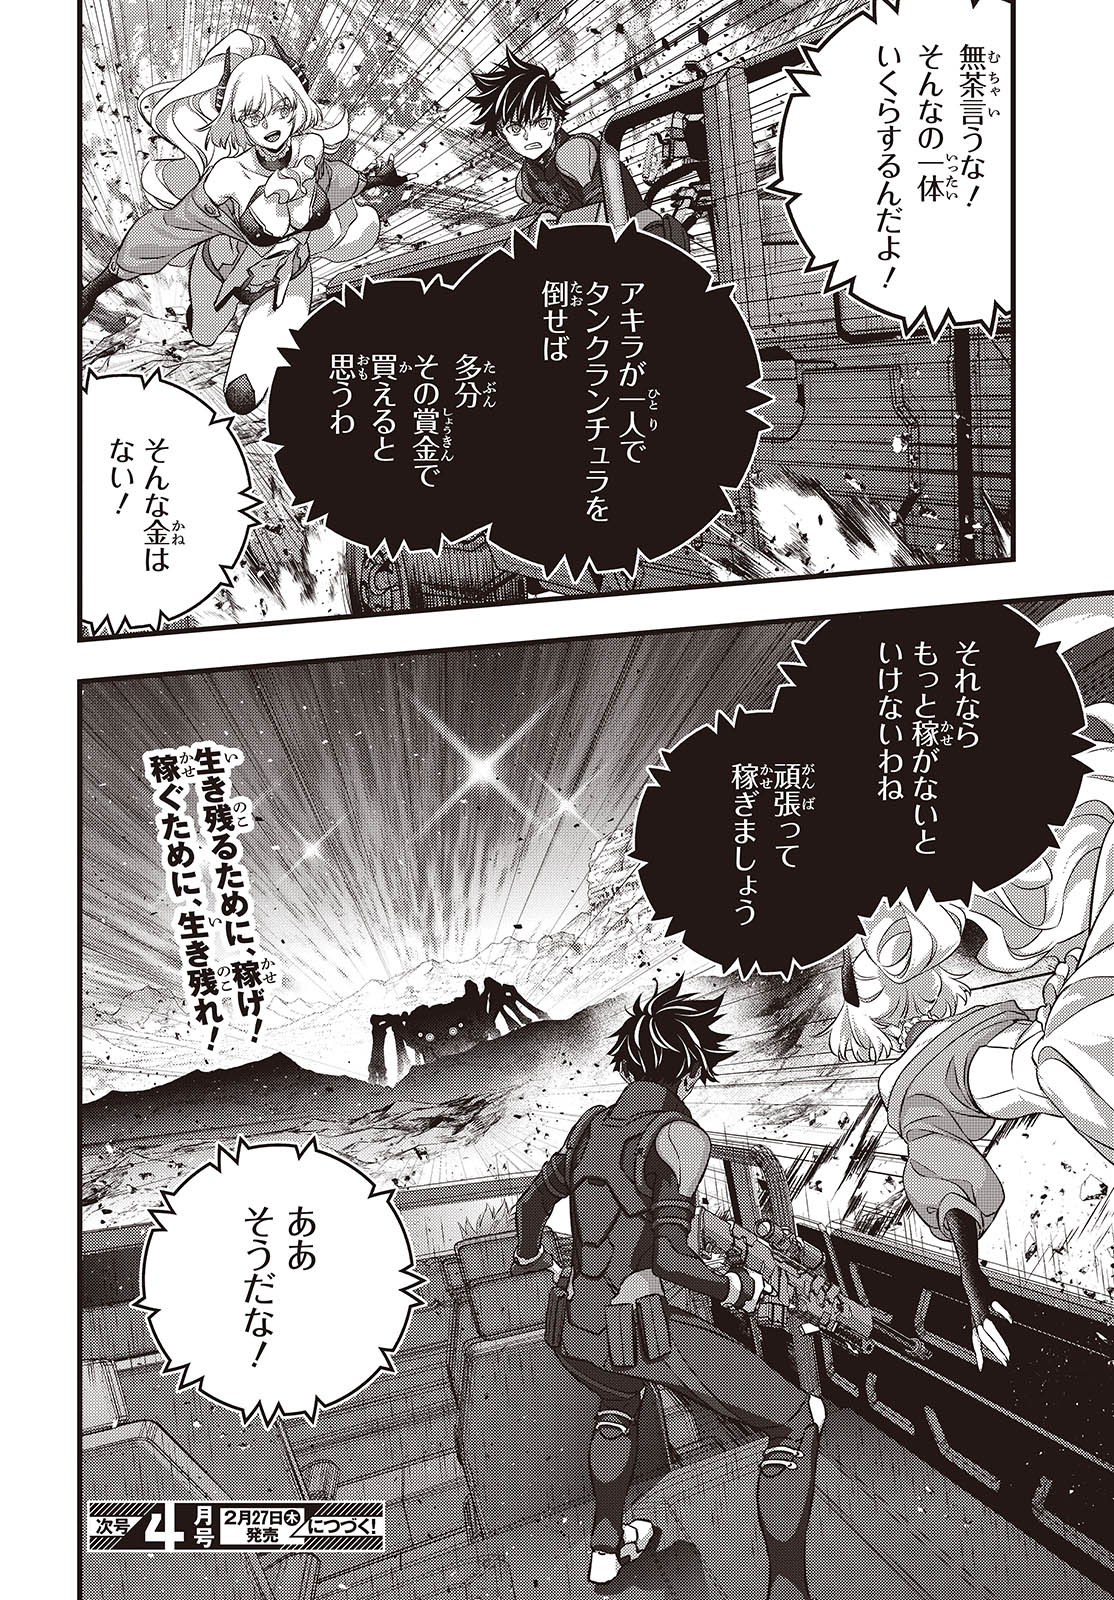 無茶言うな!
そんなの一体
いくらするんだよ!
アキラが一人で
タンクランチュラを
倒せば
多分
その賞金で
買えると
思うわ
そんな金は
ない!
それなら
もっと稼がないと
いけないわね
頑張って
稼ぎましょう
生き残るために、稼げ!
稼ぐために、生き残れ!
ああ
そうだな!
次号4月号 2月27日(木)発売 につづく!